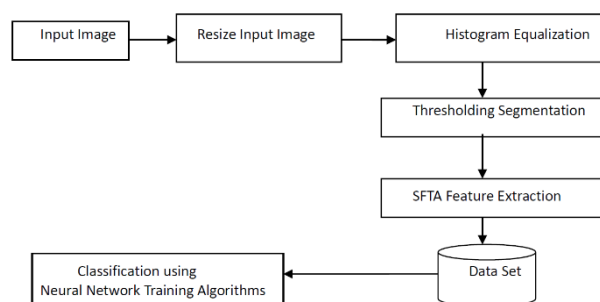 Input Image
Resize Input Image
Histogram Equalization
Thresholding Segmentation
SFTA Feature Extraction
Data Set
Classification using
Neural Network Training Algorithms